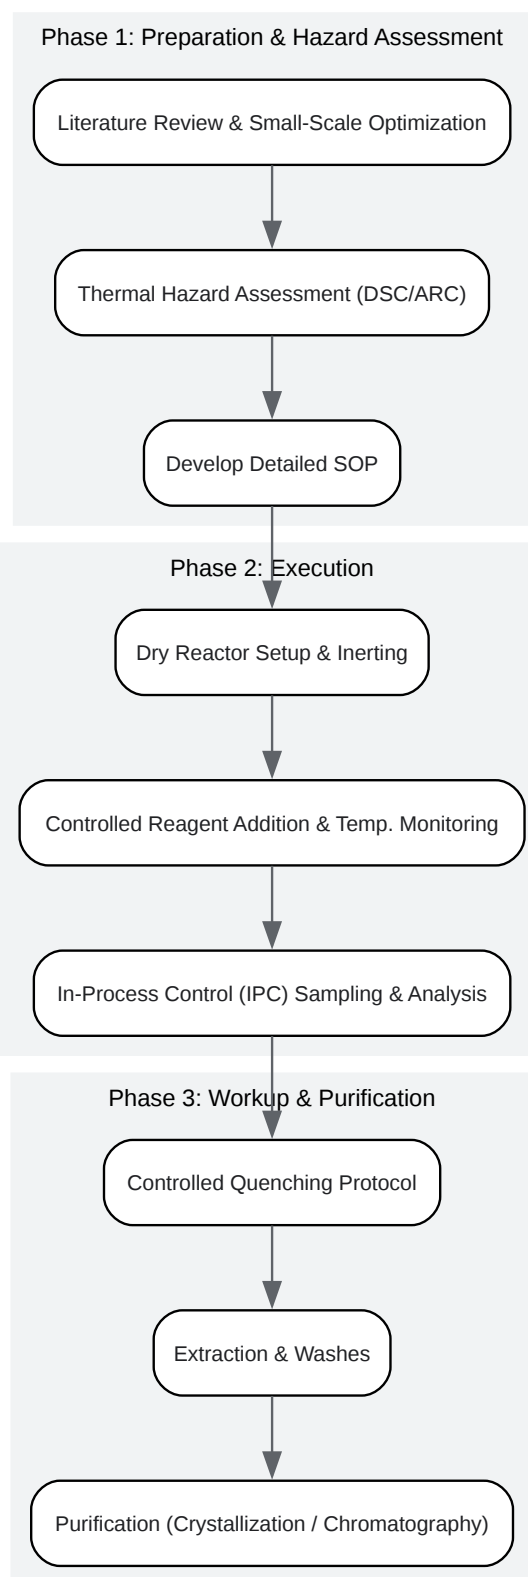 Phase 1: Preparation & Hazard Assessment
Literature Review & Small-Scale Optimization
Thermal Hazard Assessment (DSC/ARC)
Develop Detailed SOP
Phase 2: Execution
Dry Reactor Setup & Inerting
Controlled Reagent Addition & Temp. Monitoring
In-Process Control (IPC) Sampling & Analysis
Phase 3: Workup & Purification
Controlled Quenching Protocol
Extraction & Washes
Purification (Crystallization / Chromatography)